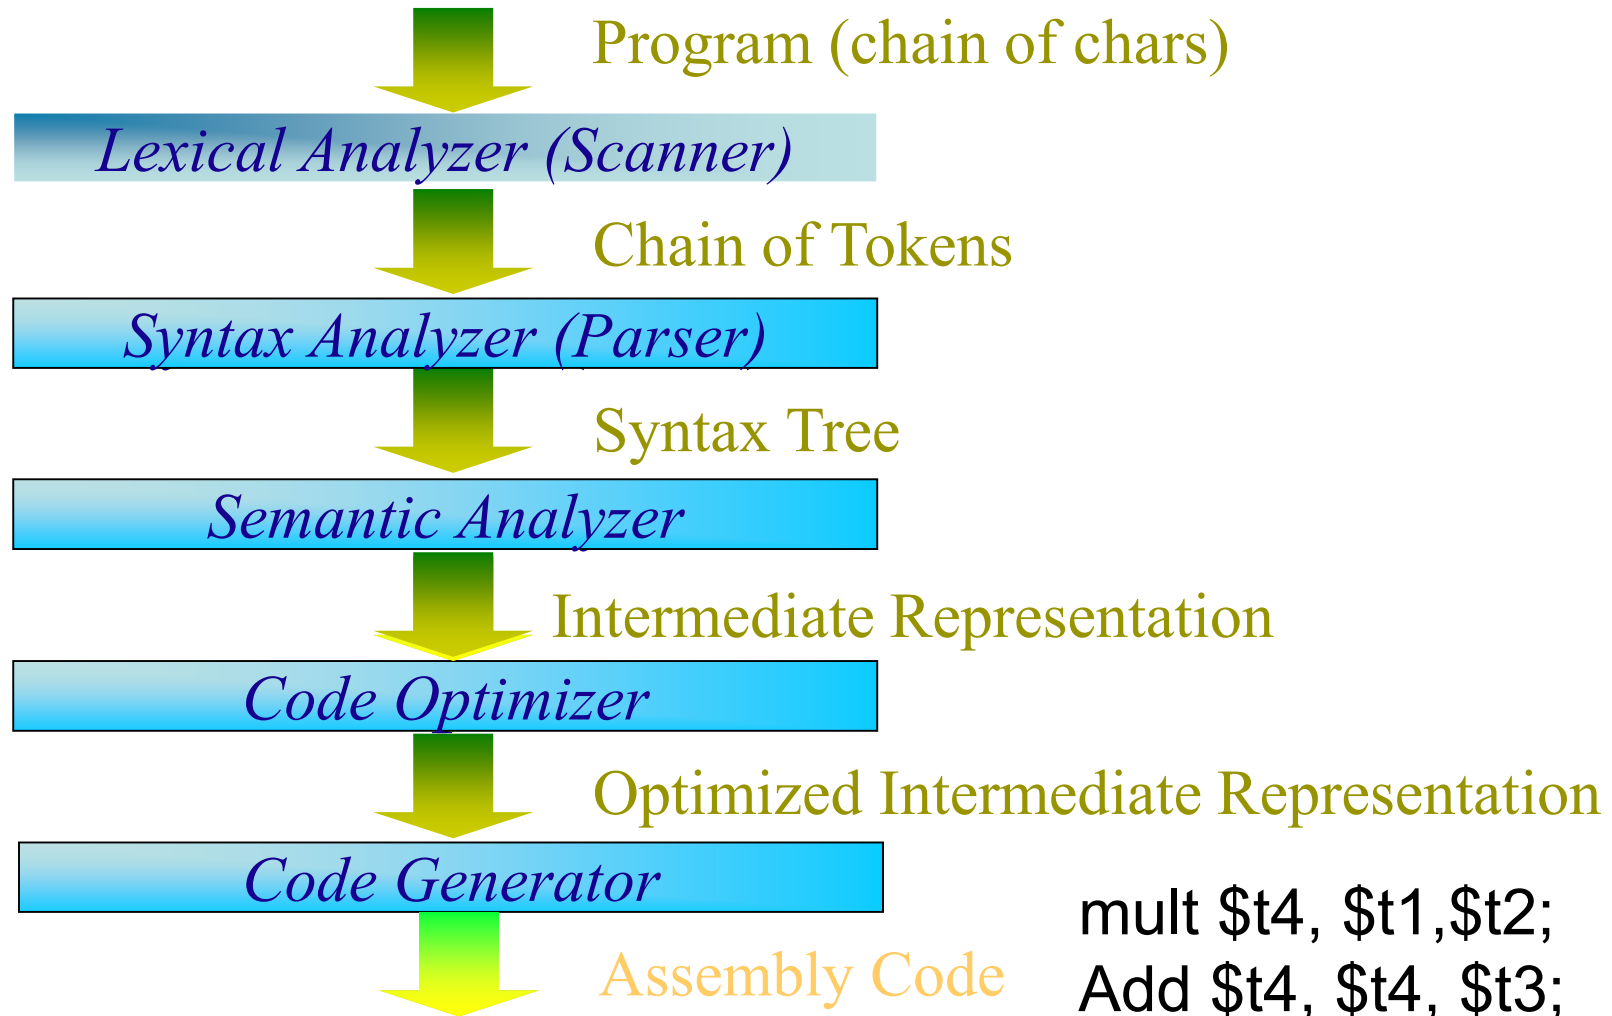 Program (chain of chars)
Lexical Analyzer (Scanner)
Chain of Tokens
Syntax Analyzer (Parser)
Syntax Tree
Semantic Analyzer
Intermediate Representation
Code Optimizer
Optimized Intermediate Representation
Code Generator
mult $t4, $t1,$t2;
Assembly Code
Add $t4, $t4, $t3;